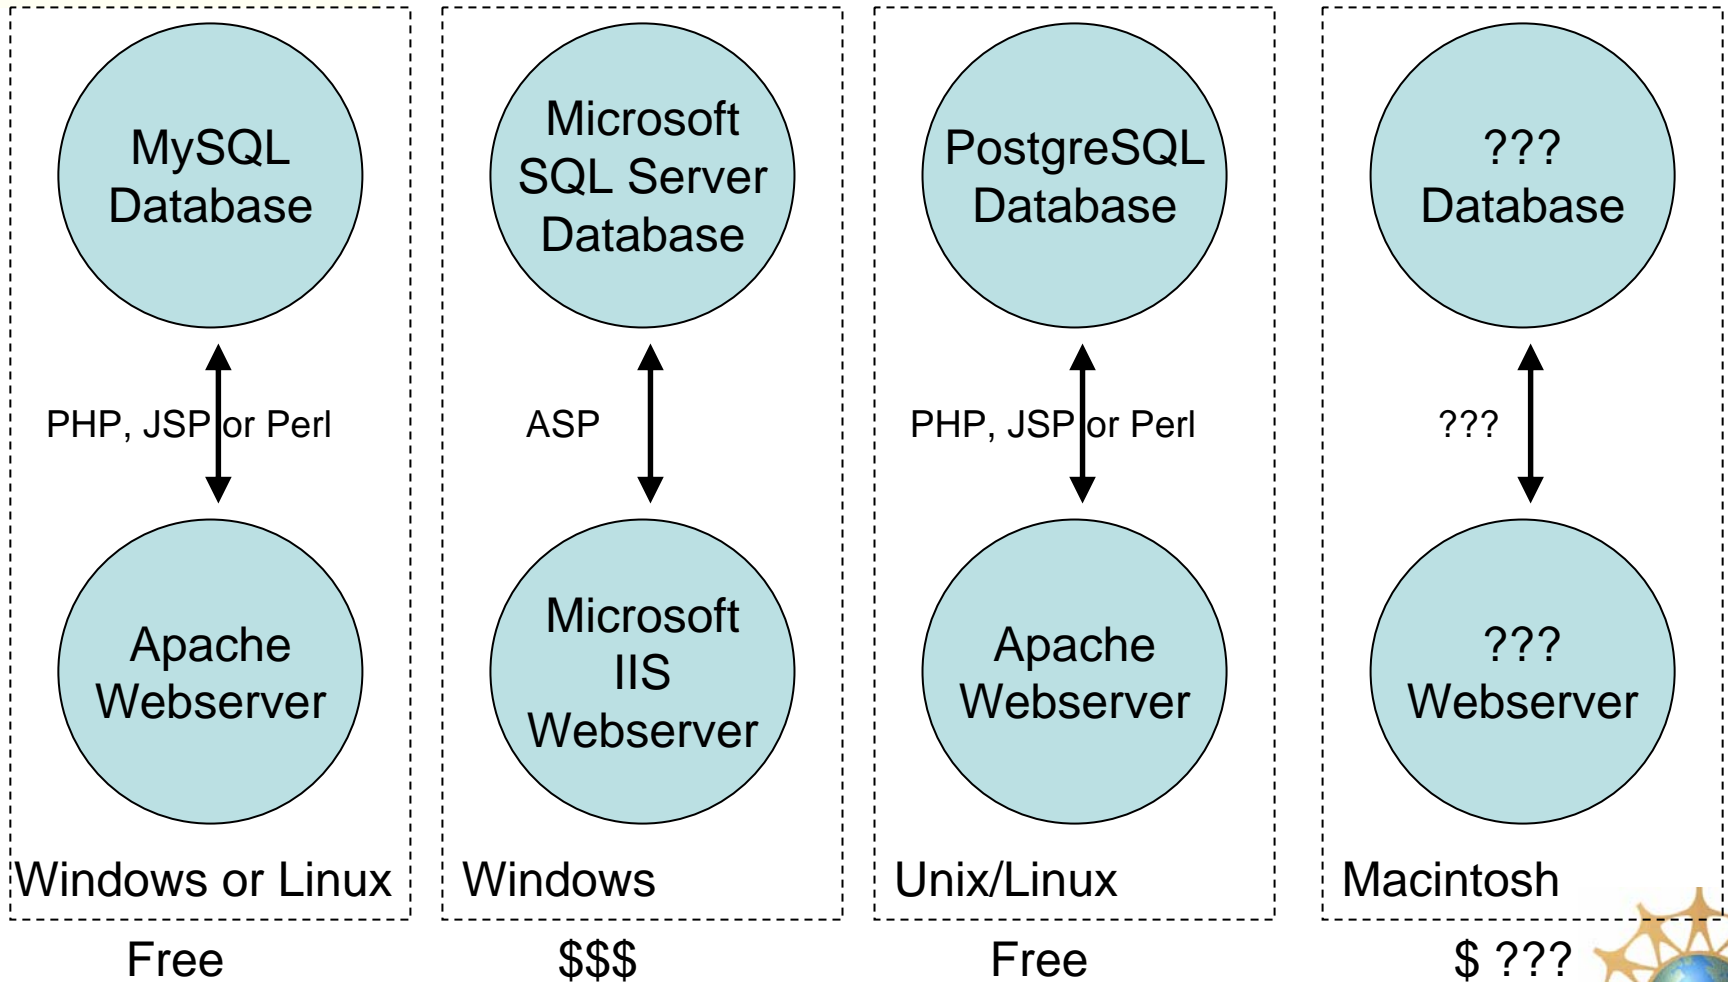 MySQL
Database
PHP, JSP or Perl
Apache
Webserver
Windows or Linux
Free
Microsoft
SQL Server
Database
ASP
Microsoft
IIS
Webserver
Windows
$$$
PostgreSQL
Database
PHP, JSP or Perl
Apache
Webserver
Unix/Linux
Free
???
Database
???
???
Webserver
Macintosh
$ ???